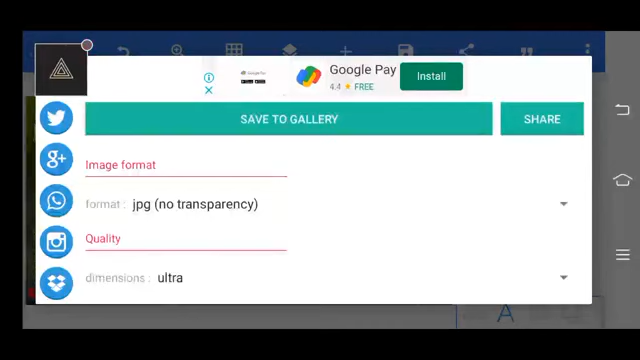 Google Pay
4.4 ★ FREE
Install
SAVE TO GALLERY
SHARE
Image format
format : jpg (no transparency)
Quality
dimensions : ultra
A